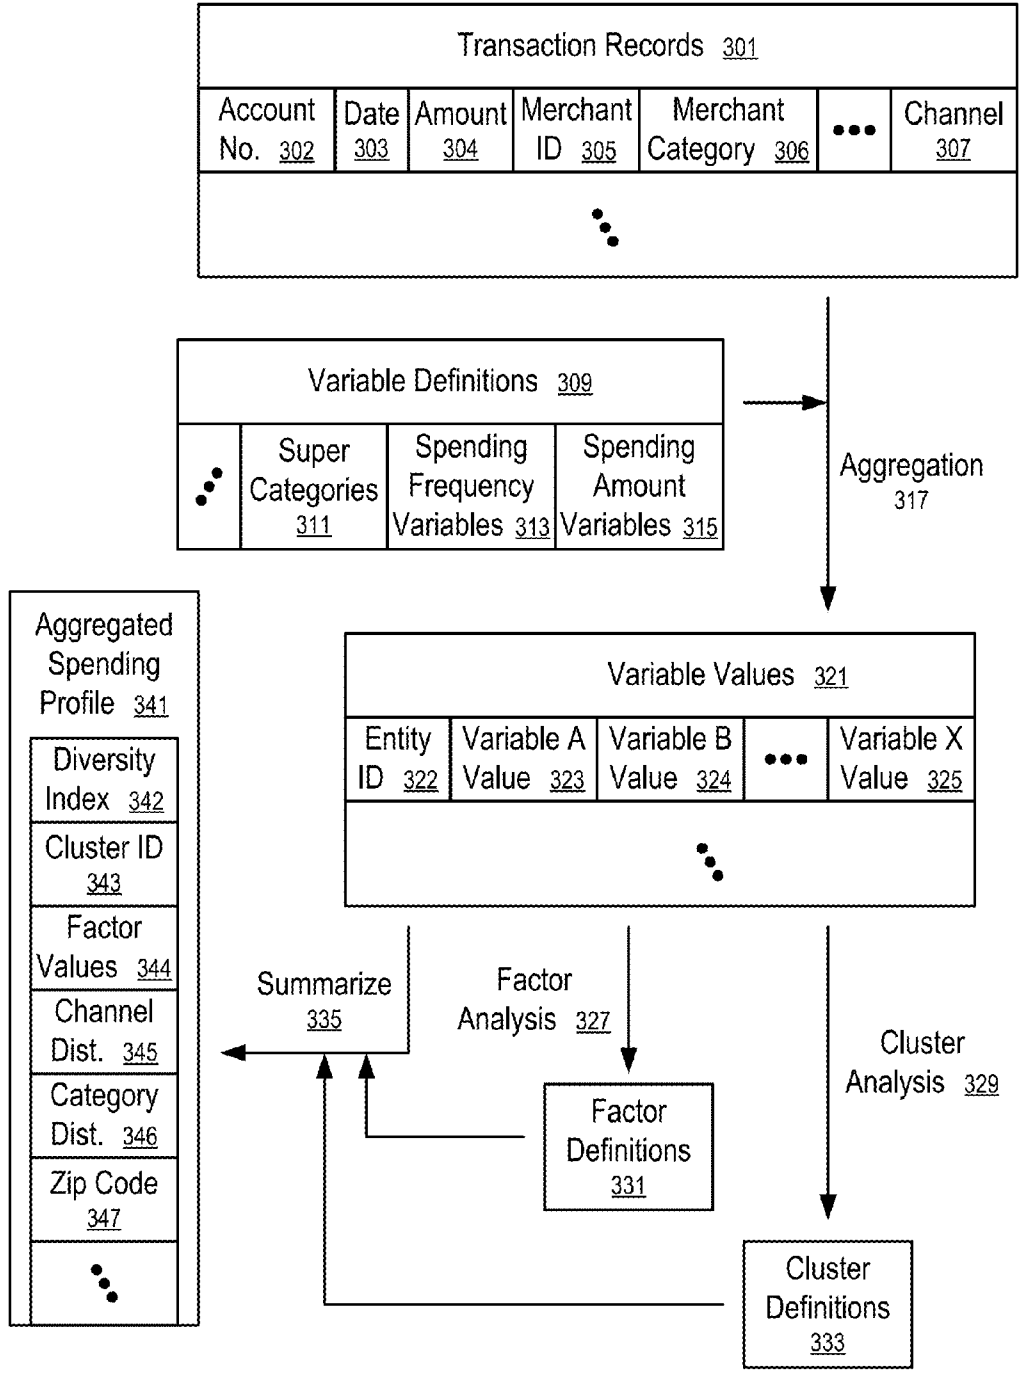 Transaction Records 301
Account
No. 302
Date
303
Amount
304
Merchant
ID 305
Merchant
Category 306
Channel
307
Variable Definitions 309
Super
Categories
311
Spending
Frequency
Variables 313
Spending
Amount
Variables 315
Aggregation
317
Aggregated
Spending
Profile 341
Diversity
Index 342
Cluster ID
343
Factor
Values 344
Channel
Dist. 345
Category
Dist. 346
Zip Code
347
Variable Values 321
Entity
ID 322
Variable A
Value 323
Variable B
Value 324
Variable X
Value 325
Summarize
335
Factor
Analysis 327
Cluster
Analysis 329
Factor
Definitions
331
Cluster
Definitions
333